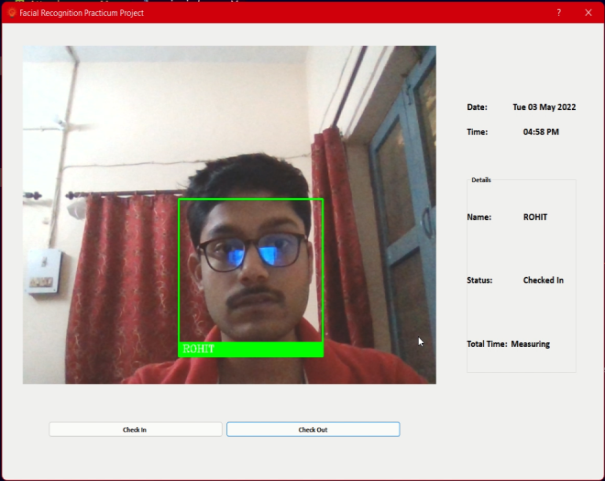 Facial Recognition Practicum Project
Date: Tue 03 May 2022
Time: 04:58 PM
Details
Name: ROHIT
Status: Checked In
ROHIT
Total Time: Measuring
Check In Check Out